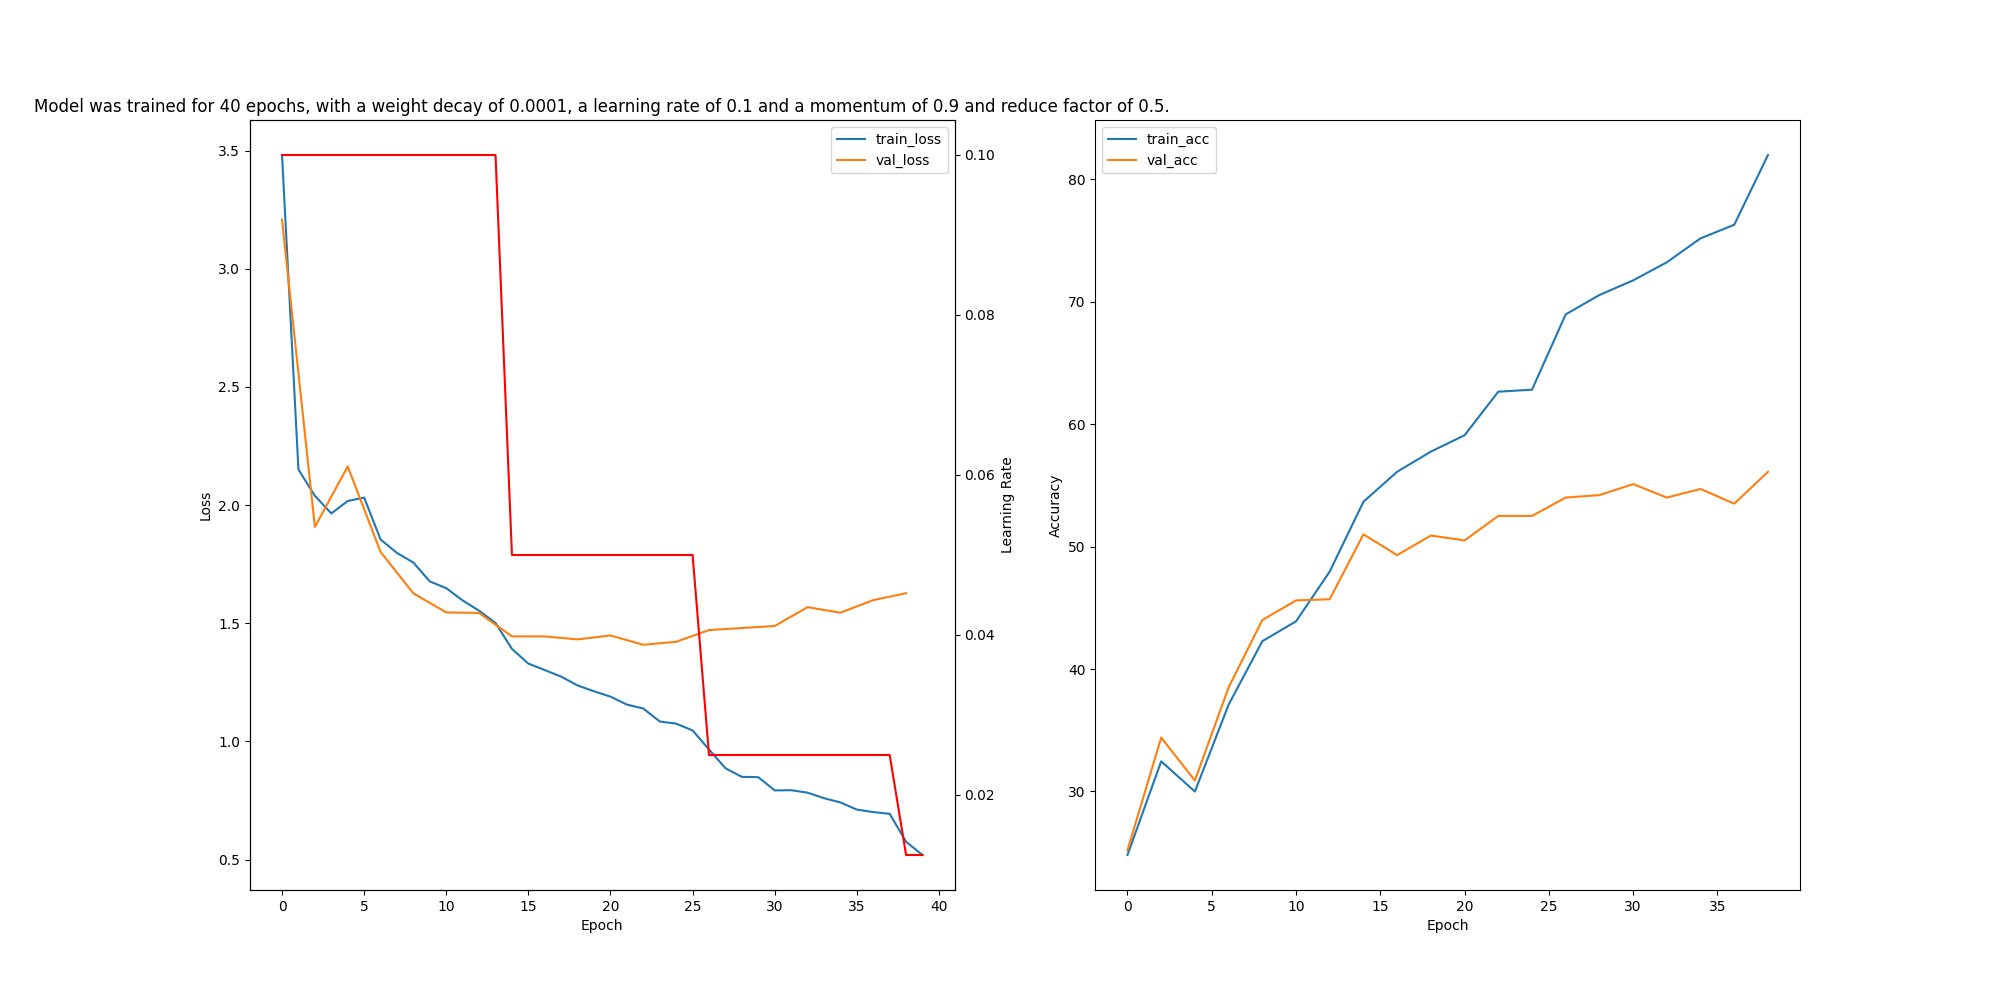 Model was trained for 40 epochs, with a weight decay of 0.0001, a learning rate of 0.1 and a momentum of 0.9 and reduce factor of 0.5.
train_loss
val_loss
3.5
3.0
2.5
2.0
1.5
1.0
0.5
Loss
0 5 10 15 20 25 30 35 40
Epoch
0.10
0.08
0.06
0.04
0.02
Learning Rate
train_acc
val_acc
80
70
60
50
40
30
Accuracy
0 5 10 15 20 25 30 35
Epoch